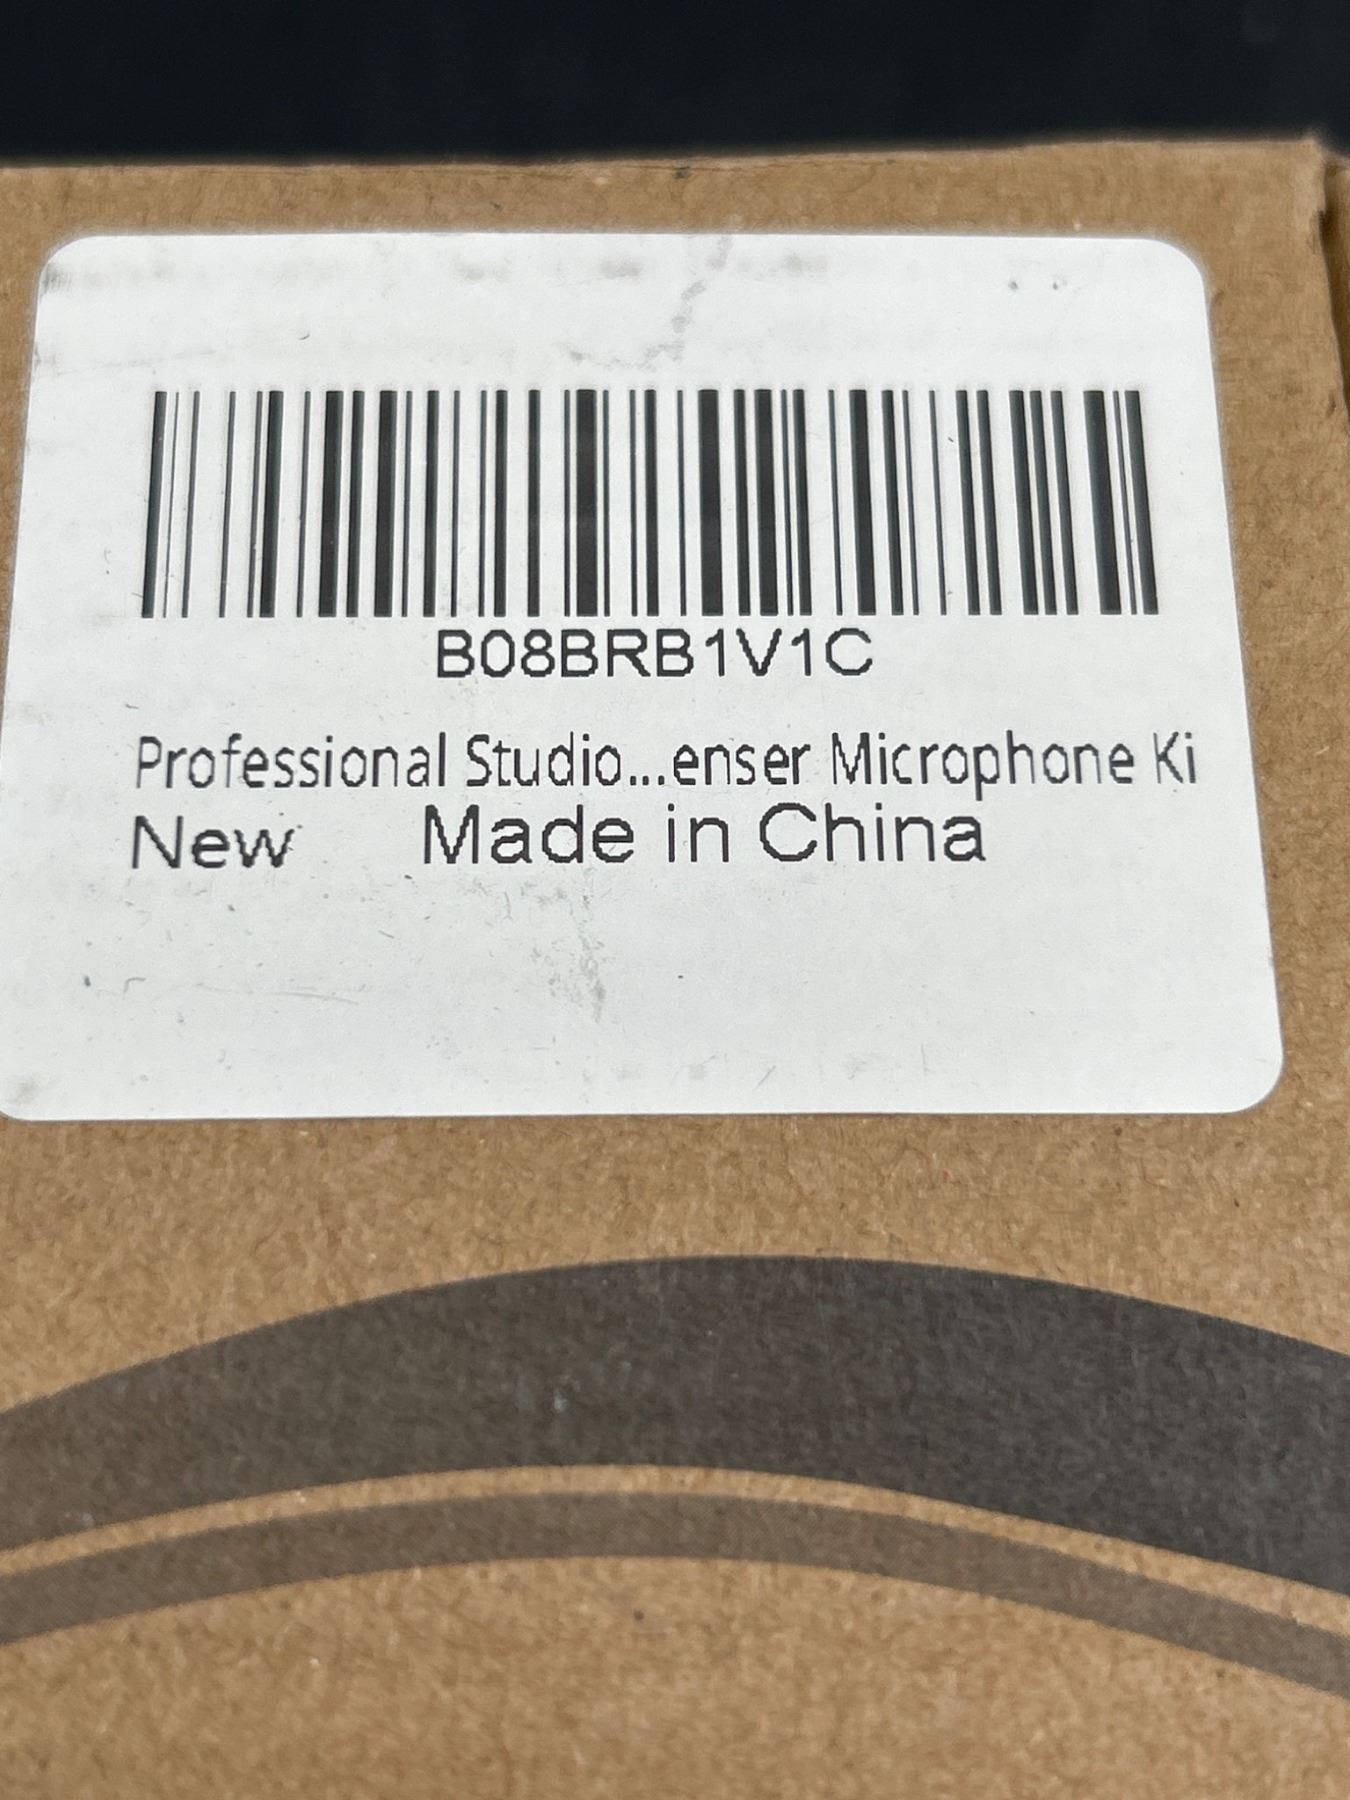 B08BRB1V1C
Professional Studio...enser Microphone Ki
New Made in China